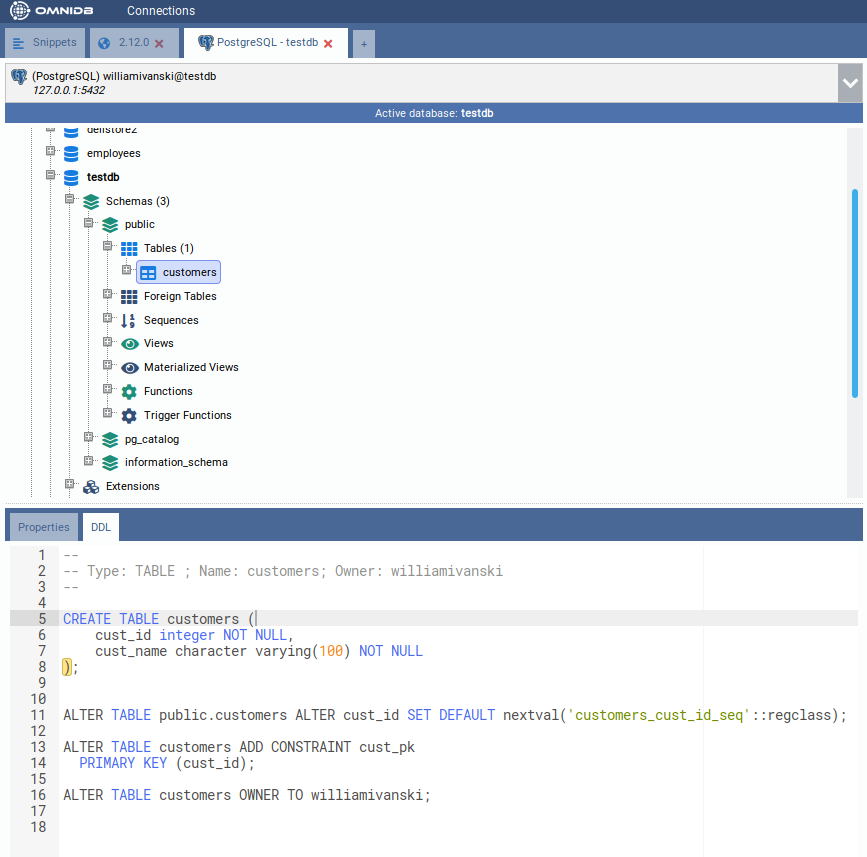 OMNIDB Connections
Snippets 2.12.0 PostgreSQL - testdb +
(PostgreSQL) williamivanski@testdb
127.0.0.1:5432
Active database: testdb
dellstore2
employees
testdb
Schemas (3)
public
Tables (1)
customers
Foreign Tables
Sequences
Views
Materialized Views
Functions
Trigger Functions
pg_catalog
information_schema
Extensions
Properties DDL
1 --
2 -- Type: TABLE ; Name: customers; Owner: williamivanski
3 --
4
5 CREATE TABLE customers (
6     cust_id integer NOT NULL,
7     cust_name character varying(100) NOT NULL
8 );
9
10
11 ALTER TABLE public.customers ALTER cust_id SET DEFAULT nextval('customers_cust_id_seq'::regclass);
12
13 ALTER TABLE customers ADD CONSTRAINT cust_pk
14   PRIMARY KEY (cust_id);
15
16 ALTER TABLE customers OWNER TO williamivanski;
17
18